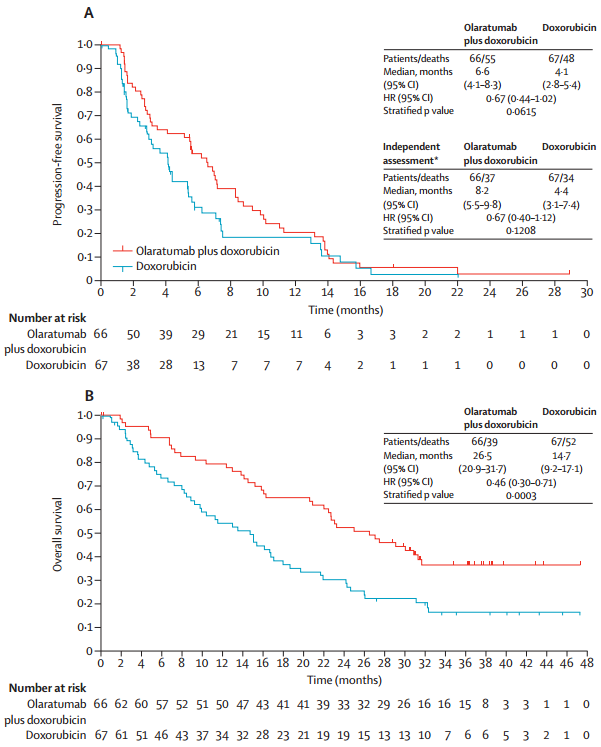 A
Olaratumab Doxorubicin
plus doxorubicin
Patients/deaths 66/55 67/48
Median, months 6·6 4·1
(95% CI) (4·1–8·3) (2·8–5·4)
HR (95% CI) 0·67 (0·44–1·02)
Stratified p value 0·0615
Independent Olaratumab Doxorubicin
assessment* plus doxorubicin
Patients/deaths 66/37 67/34
Median, months 8·2 4·4
(95% CI) (5·5–9·8) (3·1–7·4)
HR (95% CI) 0·67 (0·40–1·12)
Stratified p value 0·1208
Progression-free survival
1·0
0·9
0·8
0·7
0·6
0·5
0·4
0·3
0·2
0·1
0
Olaratumab plus doxorubicin
Doxorubicin
0 2 4 6 8 10 12 14 16 18 20 22 24 26 28 30
Time (months)
Number at risk
Olaratumab 66 50 39 29 21 15 11 6 3 3 2 2 1 1 1 0
plus doxorubicin
Doxorubicin 67 38 28 13 7 7 7 4 2 1 1 1 0 0 0 0
B
Olaratumab Doxorubicin
plus doxorubicin
Patients/deaths 66/39 67/52
Median, months 26·5 14·7
(95% CI) (20·9–31·7) (9·2–17·1)
HR (95% CI) 0·46 (0·30–0·71)
Stratified p value 0·0003
Overall survival
1·0
0·9
0·8
0·7
0·6
0·5
0·4
0·3
0·2
0·1
0
0 2 4 6 8 10 12 14 16 18 20 22 24 26 28 30 32 34 36 38 40 42 44 46 48
Time (months)
Number at risk
Olaratumab 66 62 60 57 52 51 50 47 43 41 41 39 33 32 29 26 16 16 15 8 3 3 1 1 0
plus doxorubicin
Doxorubicin 67 61 51 46 43 37 34 32 28 23 21 19 19 15 13 13 10 7 6 6 5 3 2 1 0